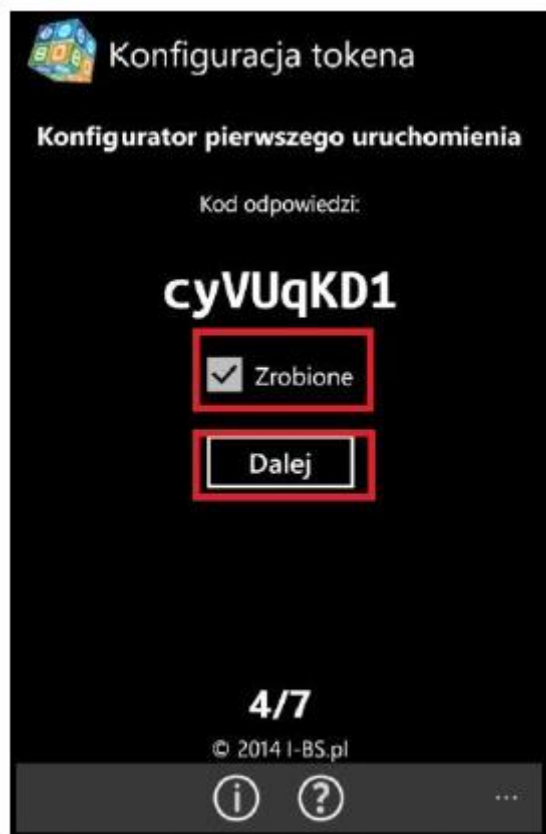 Konfiguracja tokena
Konfigurator pierwszego uruchomienia
Kod odpowiedzi:
cyVUqKD1
Zrobione
Dalej
4/7
© 2014 I-BS.pl